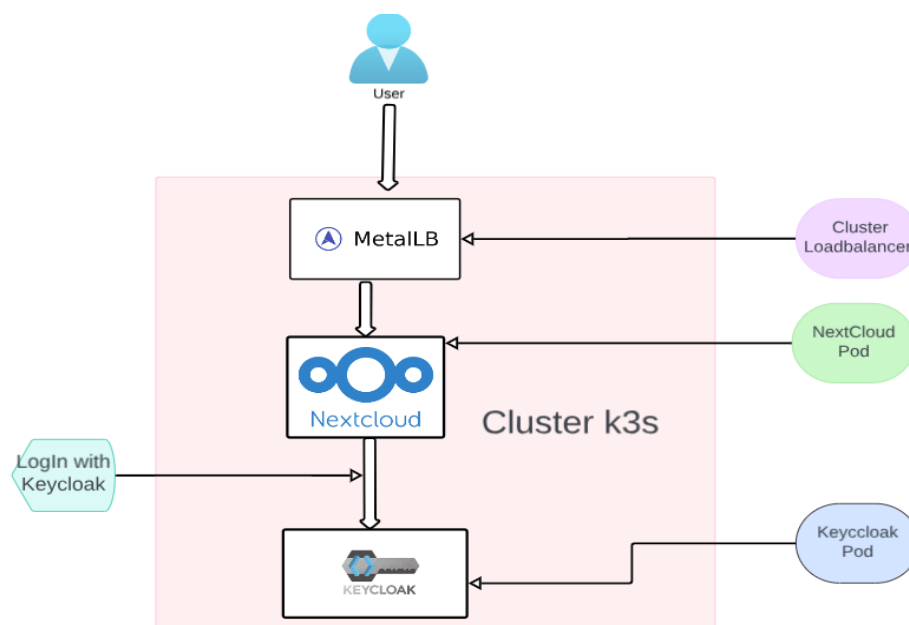 User
MetalLB
Cluster
Loadbalancer
NextCloud
Pod
Nextcloud
Cluster k3s
LogIn with
Keycloak
Keyccloak
Pod
KEYCLOAK